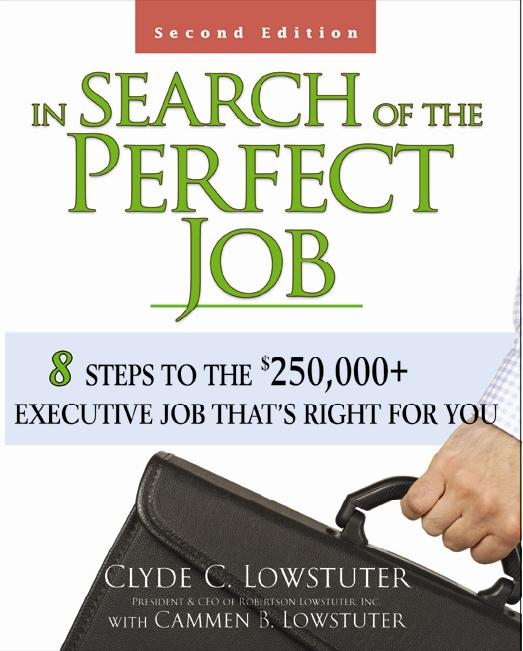 Second Edition
IN SEARCH OF THE
PERFECT
JOB
8 STEPS TO THE $250,000+
EXECUTIVE JOB THAT'S RIGHT FOR YOU
CLYDE C. LOWSTUTER
PRESIDENT & CEO OF ROBERTSON LOWSTUTER, INC.
WITH CAMMEN B. LOWSTUTER